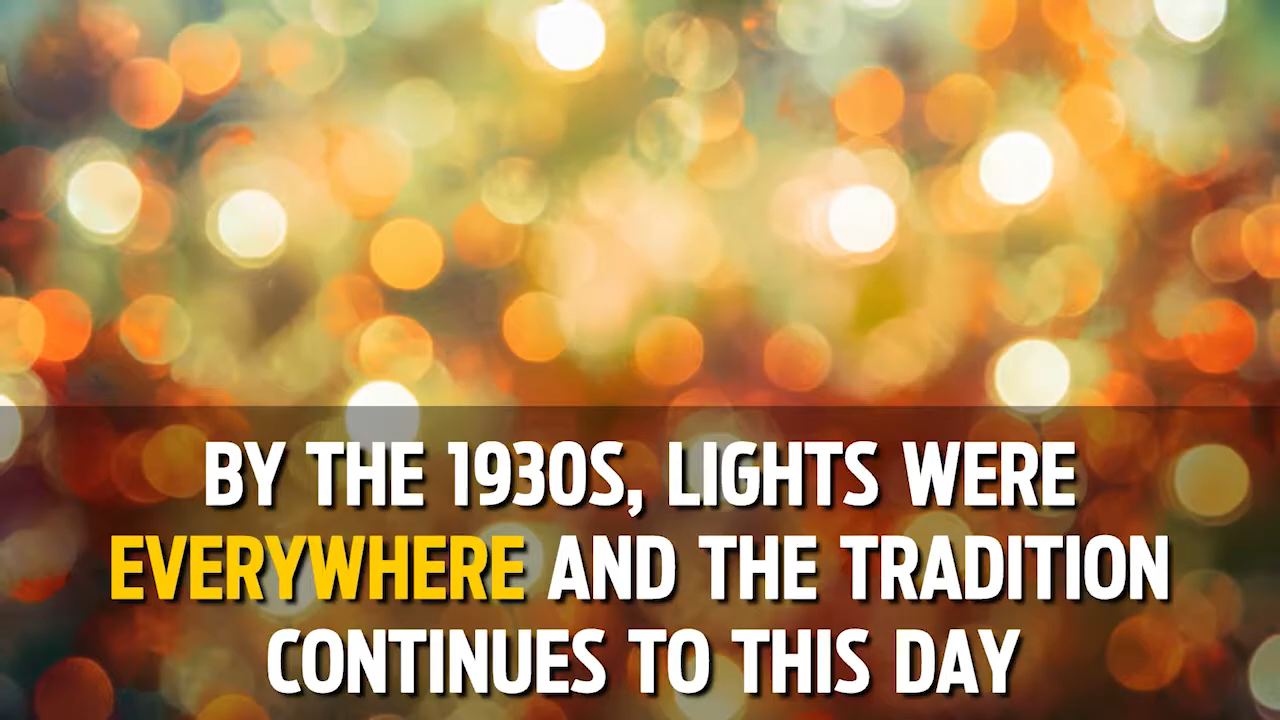 BY THE 1930S, LIGHTS WERE
EVERYWHERE AND THE TRADITION
CONTINUES TO THIS DAY